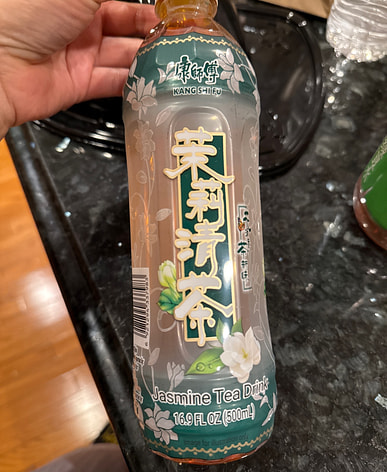 康師傅
KANG SHI FU
茉莉清茶
Jasmine Tea Drink
16.9 FL OZ (500mL)